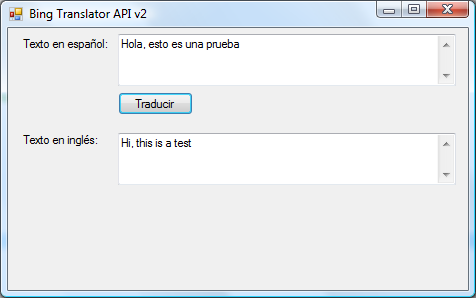 Bing Translator API v2
Texto en español:
Hola, esto es una prueba
Traducir
Texto en inglés:
Hi, this is a test